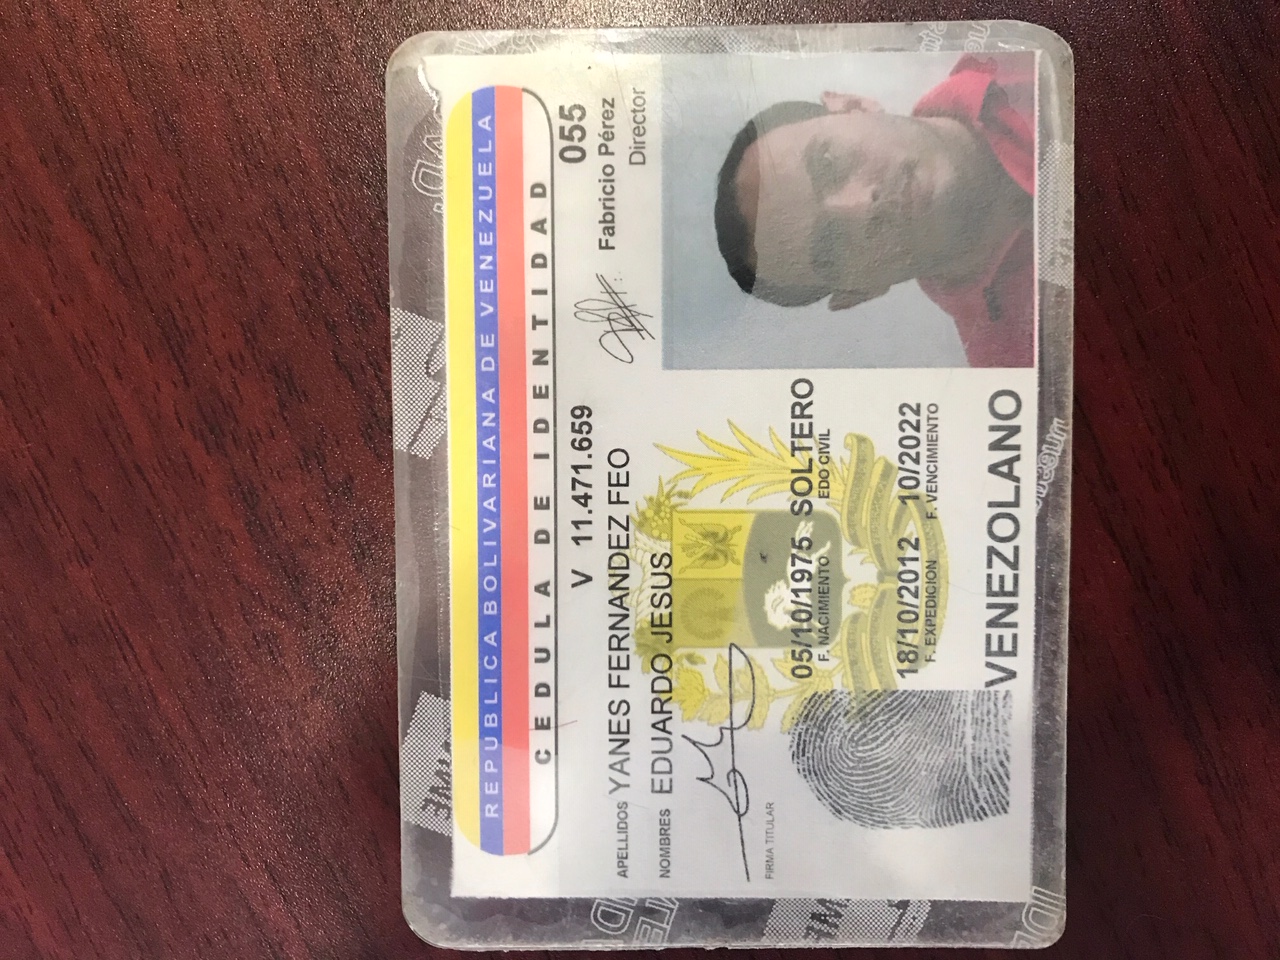 REPUBLICA BOLIVARIANA DE VENEZUELA
CEDULA DE IDENTIDAD
V 11.471.659
055
APELLIDOS YANES FERNANDEZ FEO
Fabricio Pérez
Director
NOMBRES EDUARDO JESUS
FIRMA TITULAR
05/10/1975 SOLTERO
F. NACIMIENTO EDO CIVIL
18/10/2012 10/2022
F. EXPEDICION F. VENCIMIENTO
VENEZOLANO